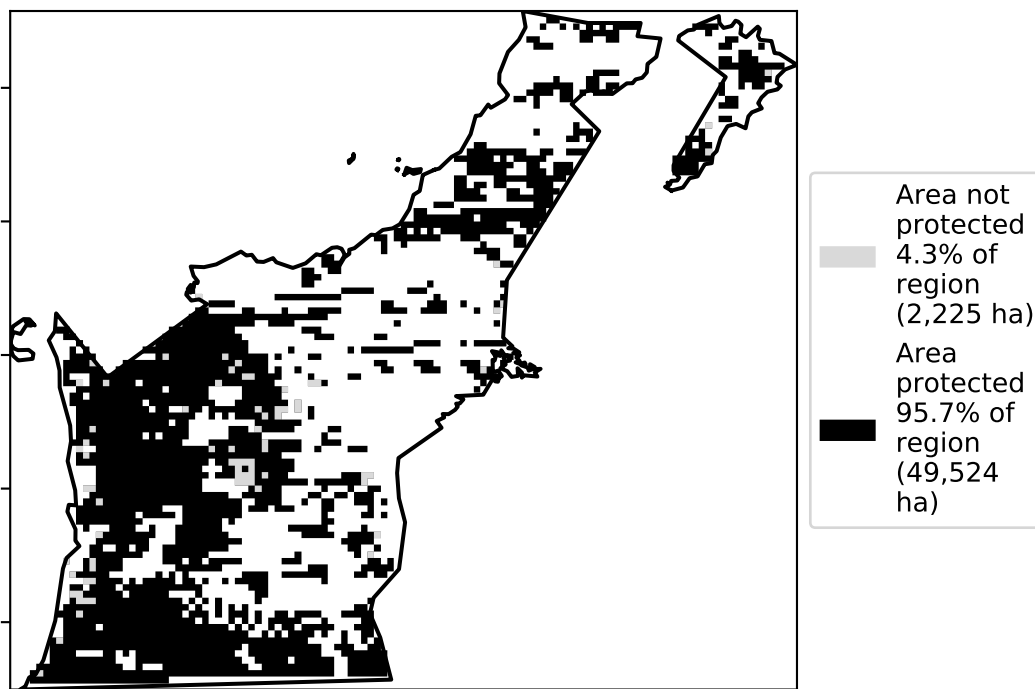 Area not
protected
4.3% of
region
(2,225 ha)
Area
protected
95.7% of
region
(49,524
ha)